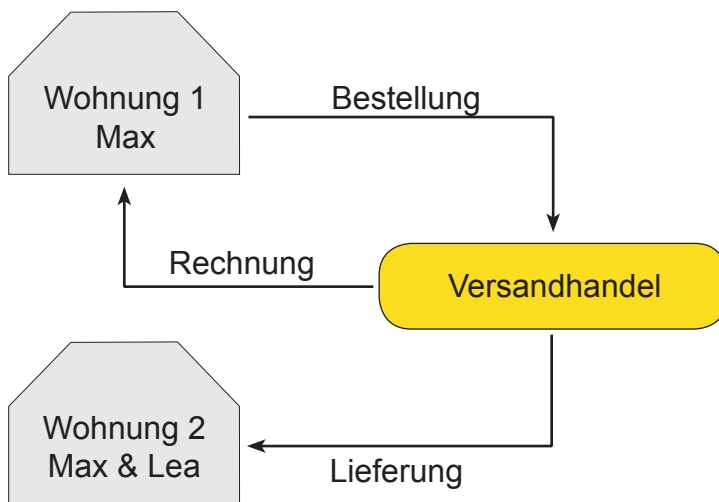 Wohnung 1
Max
Bestellung
Rechnung
Versandhandel
Wohnung 2
Max & Lea
Lieferung